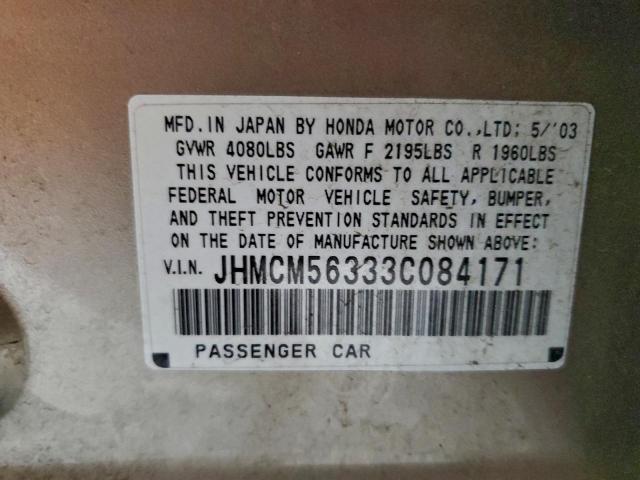 MFD. IN JAPAN BY HONDA MOTOR CO.,LTD; 5/'03
GVWR 4080LBS GAWR F 2195LBS R 1960LBS
THIS VEHICLE CONFORMS TO ALL APPLICABLE
FEDERAL MOTOR VEHICLE SAFETY, BUMPER,
AND THEFT PREVENTION STANDARDS IN EFFECT
ON THE DATE OF MANUFACTURE SHOWN ABOVE:
V.I.N. JHMCM56333C084171
PASSENGER CAR